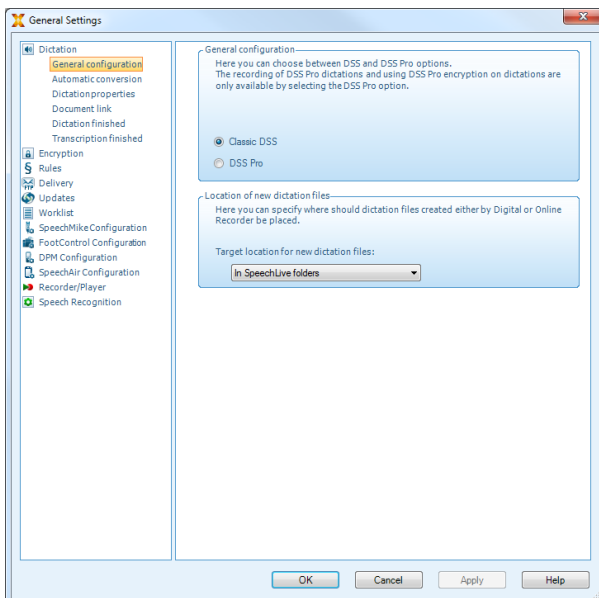 General Settings
Dictation
General configuration
Automatic conversion
Dictation properties
Document link
Dictation finished
Transcription finished
Encryption
Rules
Delivery
Updates
Worklist
SpeechMike Configuration
FootControl Configuration
DPM Configuration
SpeechAir Configuration
Recorder/Player
Speech Recognition
General configuration
Here you can choose between DSS and DSS Pro options.
The recording of DSS Pro dictations and using DSS Pro encryption on dictations are
only available by selecting the DSS Pro option.
Classic DSS
DSS Pro
Location of new dictation files
Here you can specify where should dictation files created either by Digital or Online
Recorder be placed.
Target location for new dictation files:
In SpeechLive folders
OK
Cancel
Apply
Help